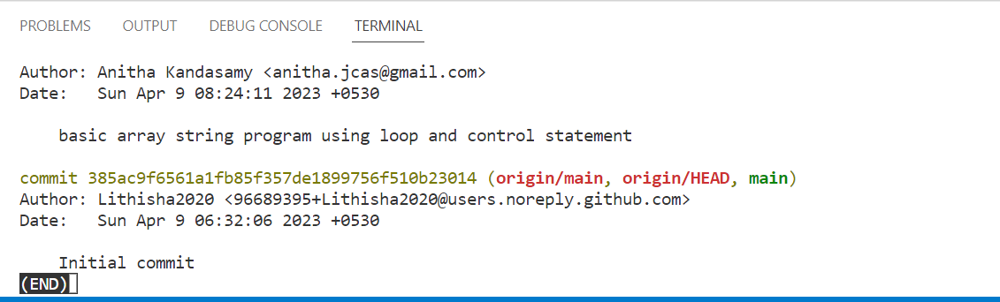 PROBLEMS OUTPUT DEBUG CONSOLE TERMINAL
Author: Anitha Kandasamy <anitha.jcas@gmail.com>
Date:   Sun Apr 9 08:24:11 2023 +0530
    basic array string program using loop and control statement
commit 385ac9f6561a1fb85f357de1899756f510b23014 (origin/main, origin/HEAD, main)
Author: Lithisha2020 <96689395+Lithisha2020@users.noreply.github.com>
Date:   Sun Apr 9 06:32:06 2023 +0530
    Initial commit
(END)